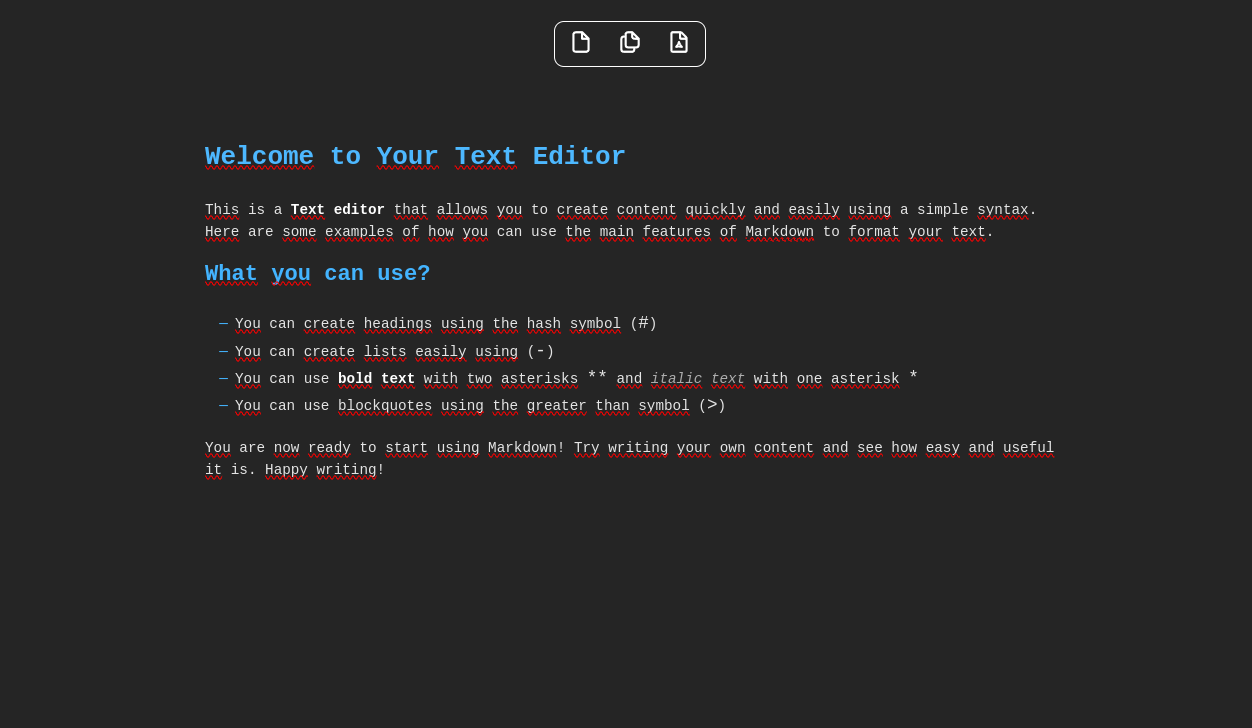 Welcome to Your Text Editor
This is a Text editor that allows you to create content quickly and easily using a simple syntax.
Here are some examples of how you can use the main features of Markdown to format your text.
What you can use?
— You can create headings using the hash symbol (#)
— You can create lists easily using (-)
— You can use bold text with two asterisks ** and italic text with one asterisk *
— You can use blockquotes using the greater than symbol (>)
You are now ready to start using Markdown! Try writing your own content and see how easy and useful
it is. Happy writing!